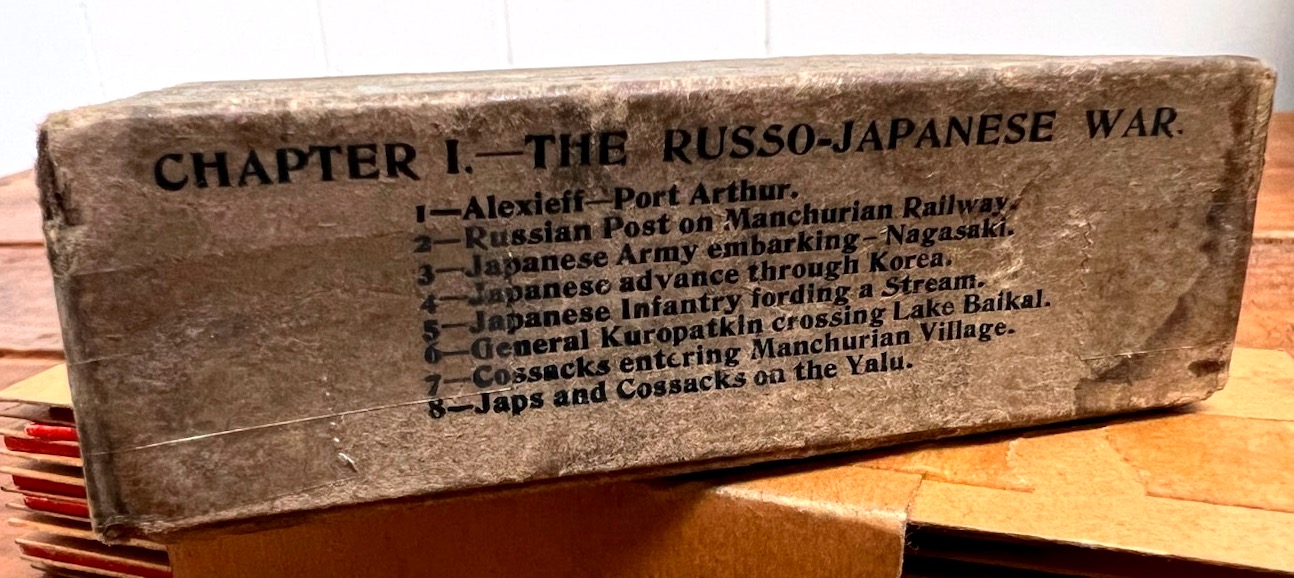 CHAPTER I.—THE RUSSO-JAPANESE WAR.
1—Alexieff—Port Arthur.
2—Russian Post on Manchurian Railway.
3—Japanese Army embarking-Nagasaki.
4—Japanese advance through Korea.
5—Japanese Infantry fording a Stream.
6—General Kuropatkin crossing Lake Baikal.
7—Cossacks entering Manchurian Village.
8—Japs and Cossacks on the Yalu.